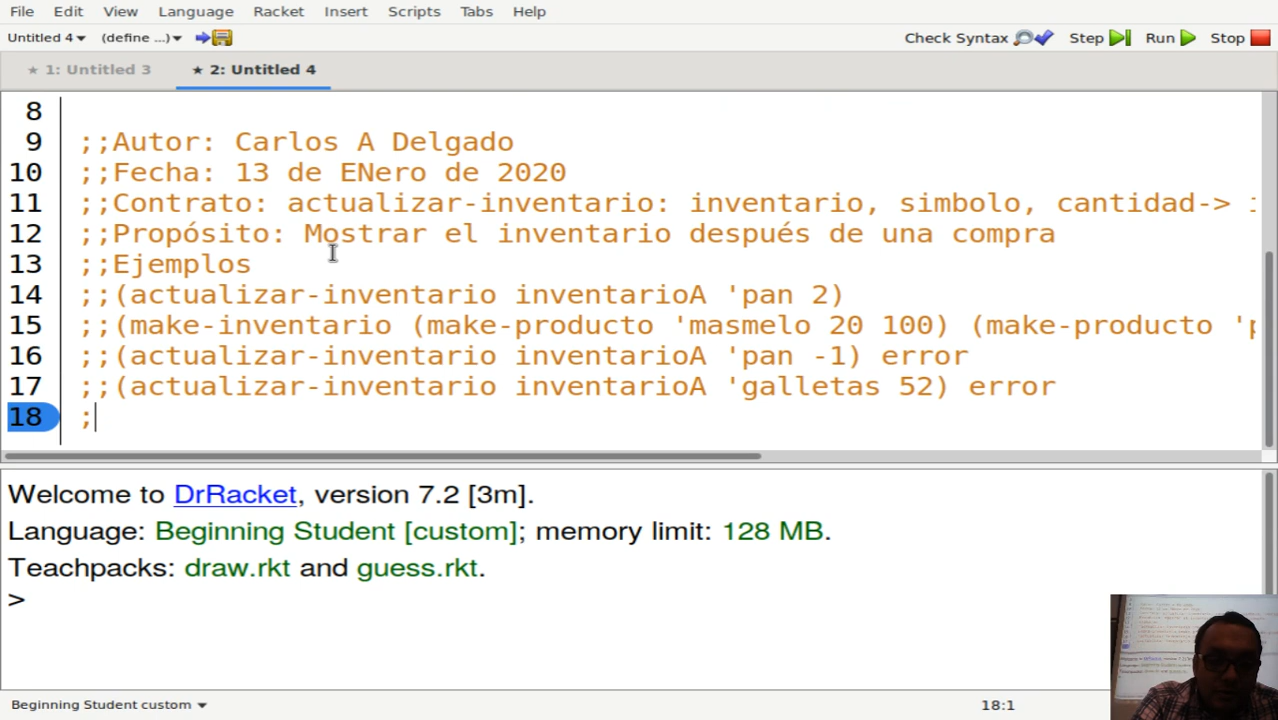 File Edit View Language Racket Insert Scripts Tabs Help
Untitled 4 (define ...) Check Syntax Step Run Stop
1: Untitled 3 2: Untitled 4
8
9 ;;Autor: Carlos A Delgado
10 ;;Fecha: 13 de ENero de 2020
11 ;;Contrato: actualizar-inventario: inventario, simbolo, cantidad->
12 ;;Propósito: Mostrar el inventario después de una compra
13 ;;Ejemplos
14 ;;(actualizar-inventario inventarioA 'pan 2)
15 ;;(make-inventario (make-producto 'masmelo 20 100) (make-producto 'p
16 ;;(actualizar-inventario inventarioA 'pan -1) error
17 ;;(actualizar-inventario inventarioA 'galletas 52) error
18 ;
Welcome to DrRacket, version 7.2 [3m].
Language: Beginning Student [custom]; memory limit: 128 MB.
Teachpacks: draw.rkt and guess.rkt.
>
Beginning Student custom 18:1